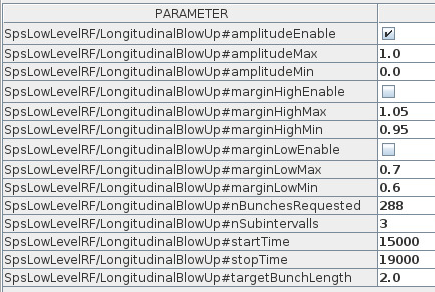 PARAMETER
SpsLowLevelRF/LongitudinalBlowUp#amplitudeEnable
SpsLowLevelRF/LongitudinalBlowUp#amplitudeMax 1.0
SpsLowLevelRF/LongitudinalBlowUp#amplitudeMin 0.0
SpsLowLevelRF/LongitudinalBlowUp#marginHighEnable
SpsLowLevelRF/LongitudinalBlowUp#marginHighMax 1.05
SpsLowLevelRF/LongitudinalBlowUp#marginHighMin 0.95
SpsLowLevelRF/LongitudinalBlowUp#marginLowEnable
SpsLowLevelRF/LongitudinalBlowUp#marginLowMax 0.7
SpsLowLevelRF/LongitudinalBlowUp#marginLowMin 0.6
SpsLowLevelRF/LongitudinalBlowUp#nBunchesRequested 288
SpsLowLevelRF/LongitudinalBlowUp#nSubintervalls 3
SpsLowLevelRF/LongitudinalBlowUp#startTime 15000
SpsLowLevelRF/LongitudinalBlowUp#stopTime 19000
SpsLowLevelRF/LongitudinalBlowUp#targetBunchLength 2.0